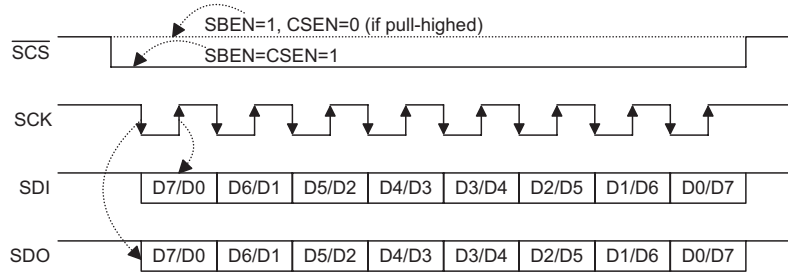 SBEN=1, CSEN=0 (if pull-highed)
SCS
SBEN=CSEN=1
SCK
SDI D7/D0 D6/D1 D5/D2 D4/D3 D3/D4 D2/D5 D1/D6 D0/D7
SDO D7/D0 D6/D1 D5/D2 D4/D3 D3/D4 D2/D5 D1/D6 D0/D7